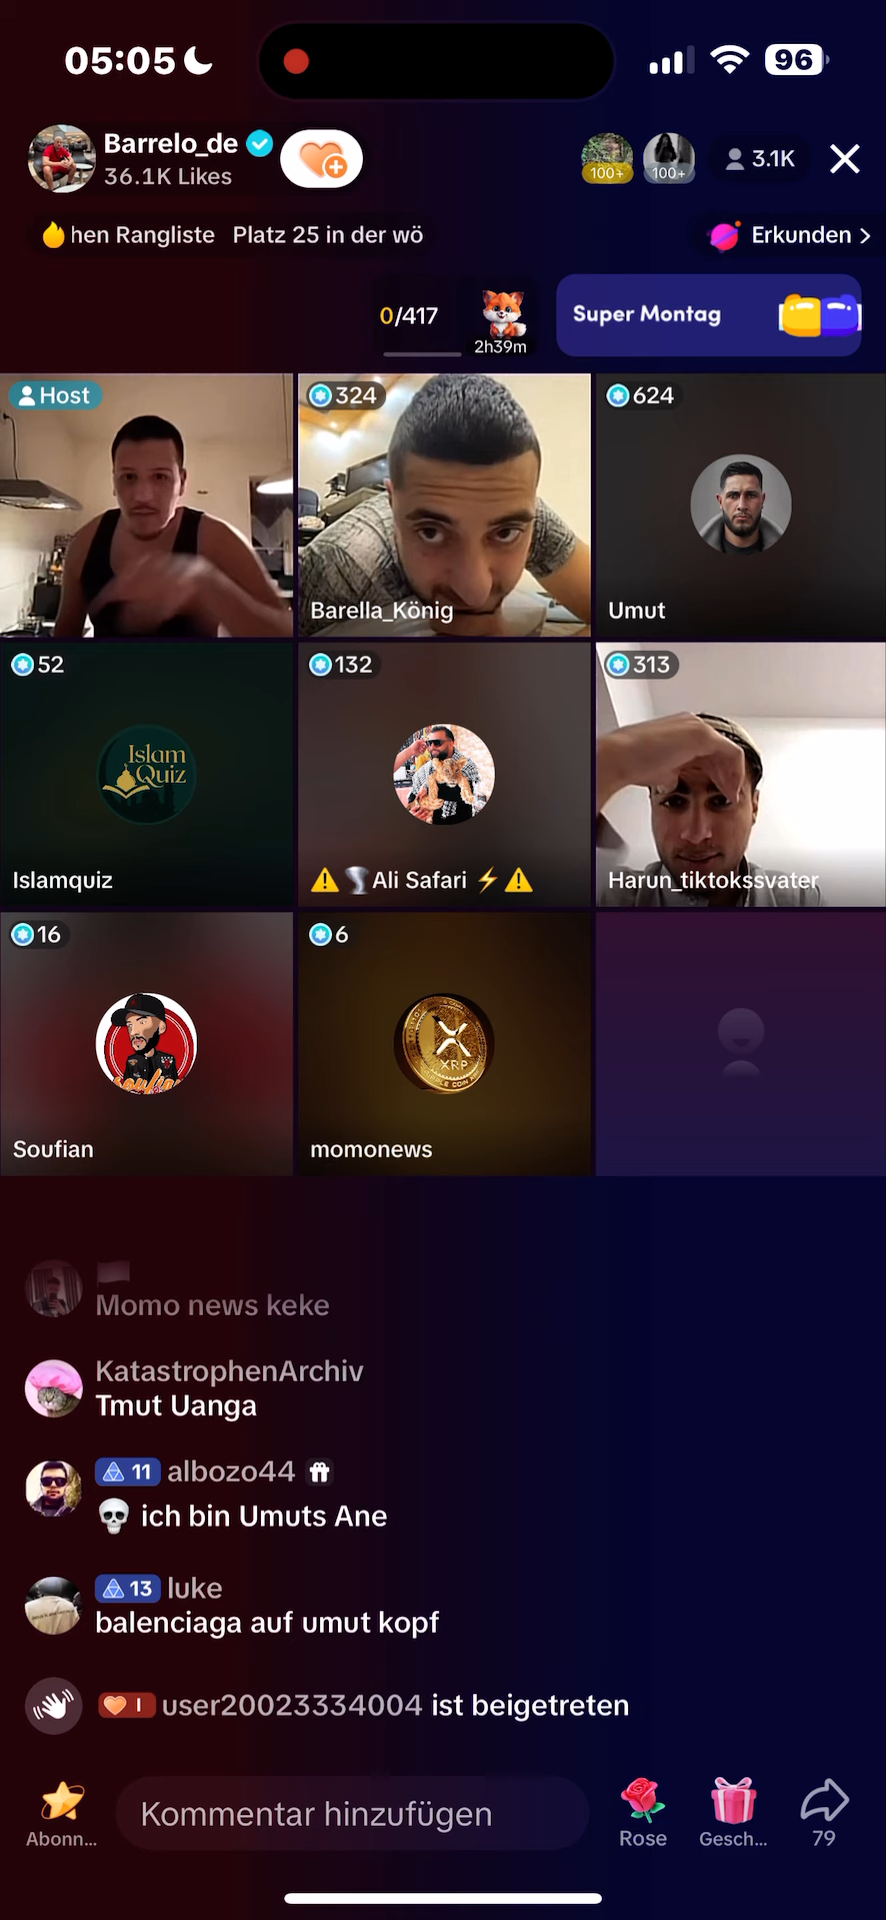 05:05
96
Barrelo_de
36.1K Likes
100+
100+
3.1K
hen Rangliste Platz 25 in der wö
Erkunden >
0/417
2h39m
Super Montag
Host
324
624
Barella_König
Umut
52
132
313
Islam
Quiz
Islamquiz
Ali Safari
Harun_tiktokssvater
16
6
XRP
Soufian
momonews
Momo news keke
KatastrophenArchiv
Tmut Uanga
11 albozo44
ich bin Umuts Ane
13 luke
balenciaga auf umut kopf
I user20023334004 ist beigetreten
Abonn...
Kommentar hinzufügen
Rose
Gesch...
79